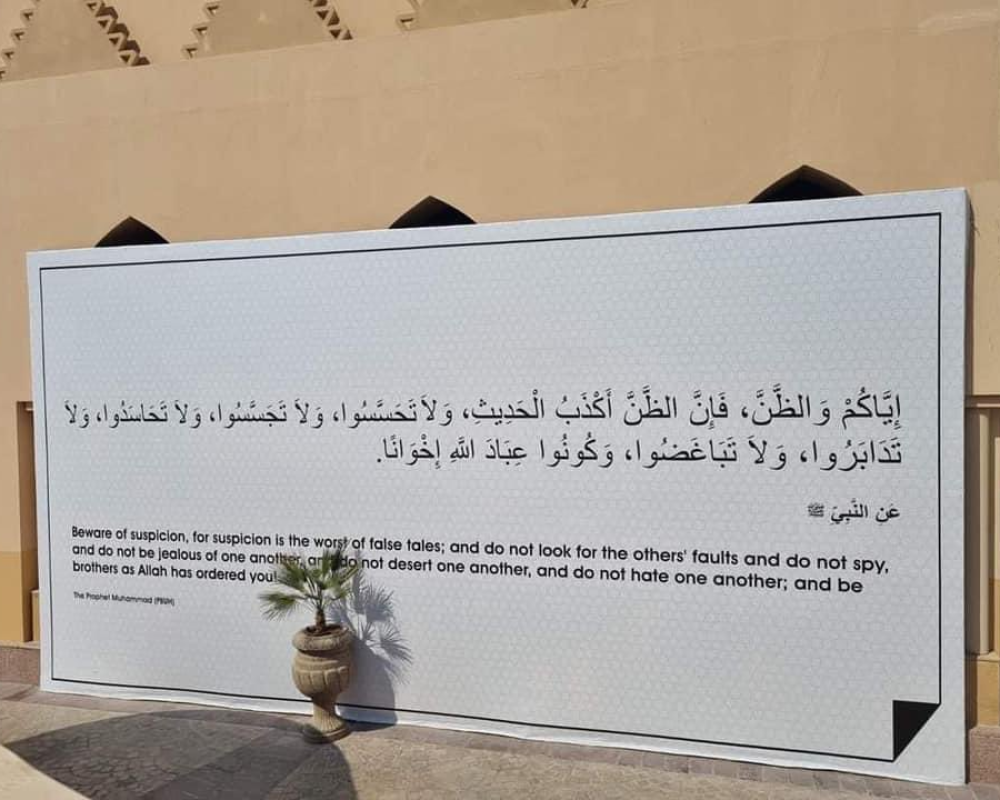 إِيَّاكُمْ وَالظَّنَّ، فَإِنَّ الظَّنَّ أَكْذَبُ الْحَدِيثِ، وَلاَ تَحَسَّسُوا، وَلاَ تَجَسَّسُوا، وَلاَ تَحَاسَدُوا، وَلاَ
تَدَابَرُوا، وَلاَ تَبَاغَضُوا، وَكُونُوا عِبَادَ اللَّهِ إِخْوَانًا.
عَنِ النَّبِيِّ ﷺ
Beware of suspicion, for suspicion is the worst of false tales; and do not look for the others' faults and do not spy,
and do not be jealous of one another, and do not desert one another, and do not hate one another; and be
brothers as Allah has ordered you!
The Prophet Muhammad (PBUH)